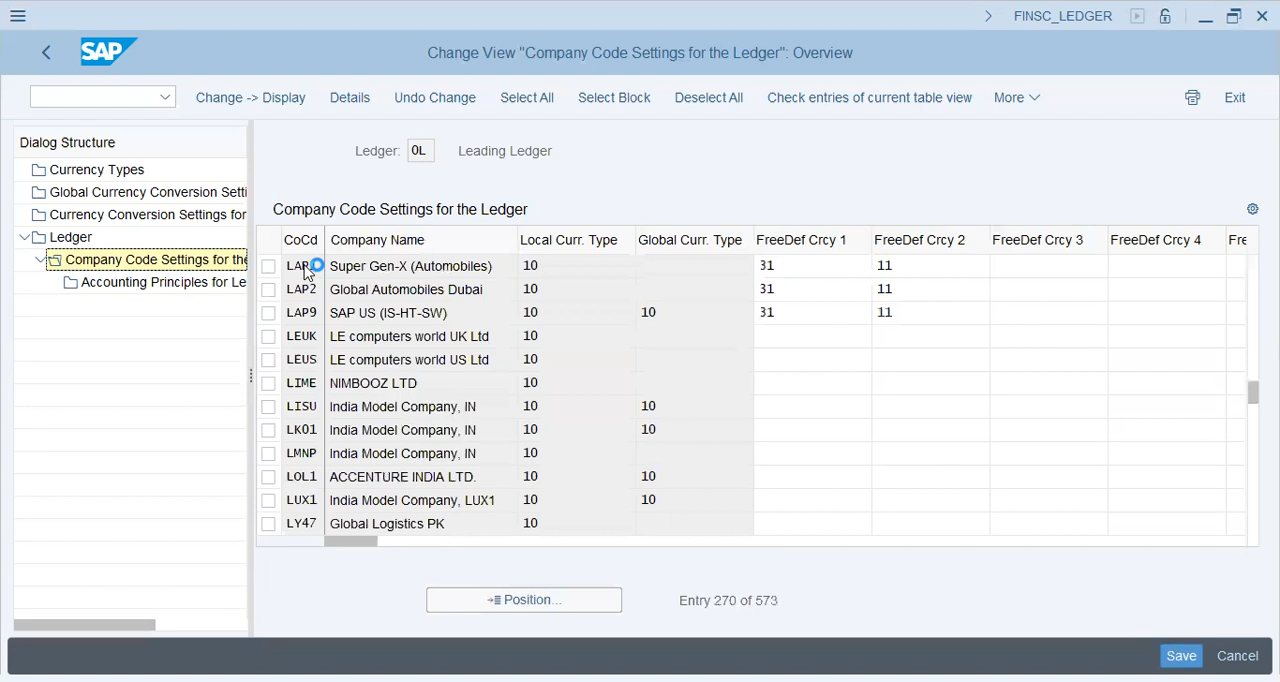 FINSC_LEDGER
SAP
Change View "Company Code Settings for the Ledger": Overview
Change -> Display Details Undo Change Select All Select Block Deselect All Check entries of current table view More Exit
Dialog Structure
Currency Types
Global Currency Conversion Setti
Currency Conversion Settings for
Ledger
Company Code Settings for the
Accounting Principles for Le
Ledger: 0L Leading Ledger
Company Code Settings for the Ledger
CoCd Company Name Local Curr. Type Global Curr. Type FreeDef Crcy 1 FreeDef Crcy 2 FreeDef Crcy 3 FreeDef Crcy 4 Fre
Super Gen-X (Automobiles) 10 31 11
LAP2 Global Automobiles Dubai 10 31 11
LAP9 SAP US (IS-HT-SW) 10 10 31 11
LEUK LE computers world UK Ltd 10
LEUS LE computers world US Ltd 10
LIME NIMBOOZ LTD 10
LISU India Model Company, IN 10 10
LK01 India Model Company, IN 10 10
LMNP India Model Company, IN 10
LOL1 ACCENTURE INDIA LTD. 10 10
LUX1 India Model Company, LUX1 10 10
LY47 Global Logistics PK 10
Position... Entry 270 of 573
Save Cancel